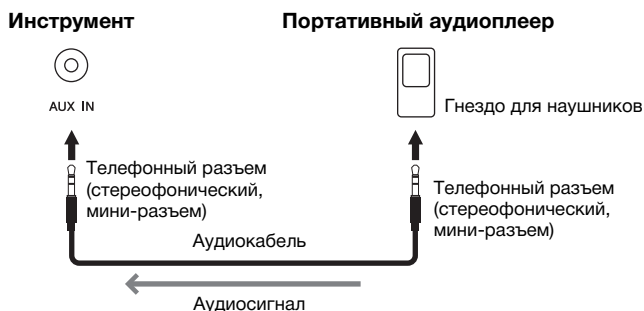 Инструмент
Портативный аудиоплеер
AUX IN
Гнездо для наушников
Телефонный разъем
(стереофонический,
мини-разъем)
Телефонный разъем
(стереофонический,
мини-разъем)
Аудиокабель
Аудиосигнал